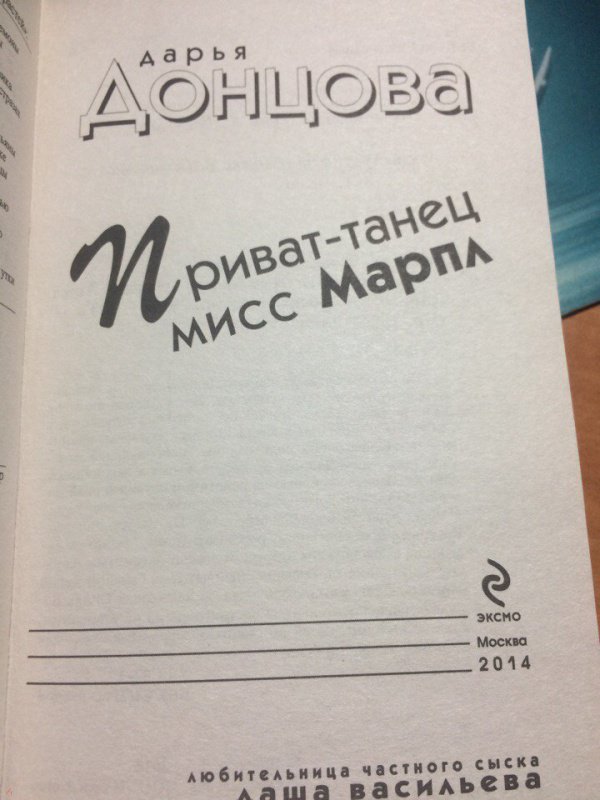 дарья
Донцова
Приват-танец
мисс Марпл
ЭКСМО
Москва
2014
любительница частного сыска
даша васильева